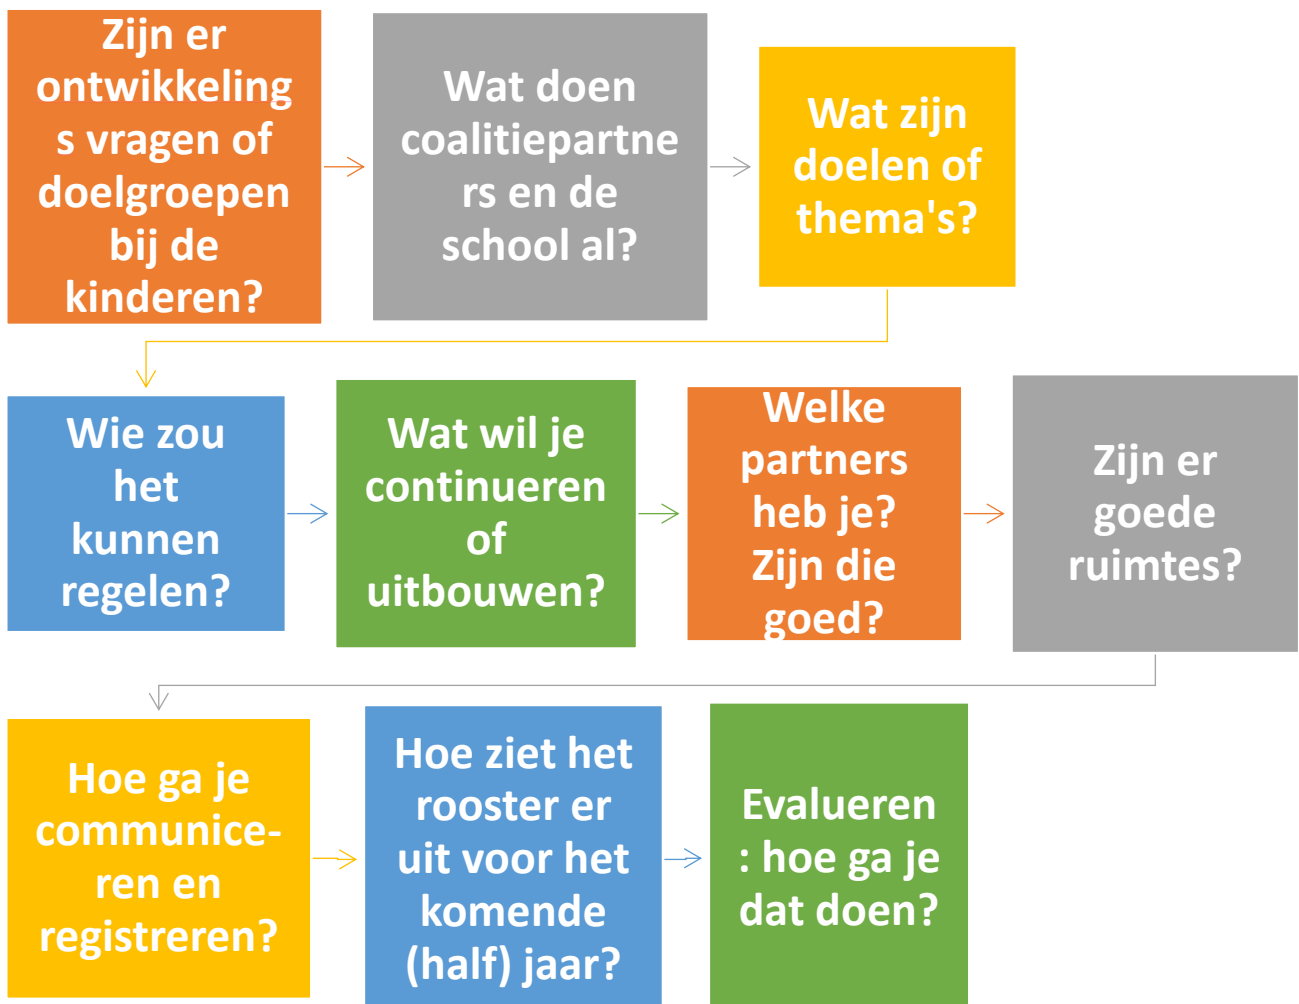 Zijn er
ontwikkeling
s vragen of
doelgroepen
bij de
kinderen?
Wat doen
coalitiepartne
rs en de
school al?
Wat zijn
doelen of
thema's?
Wie zou
het
kunnen
regelen?
Wat wil je
continueren
of
uitbouwen?
Welke
partners
heb je?
Zijn die
goed?
Zijn er
goede
ruimtes?
Hoe ga je
communice-
ren en
registreren?
Hoe ziet het
rooster er
uit voor het
komende
(half) jaar?
Evalueren
: hoe ga je
dat doen?